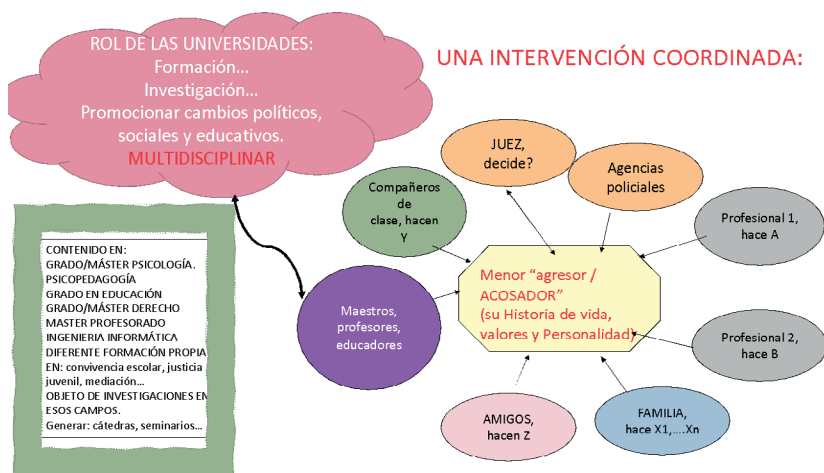 ROL DE LAS UNIVERSIDADES:
Formación...
Investigación...
Promocionar cambios políticos,
sociales y educativos.
MULTIDISCIPLINAR
UNA INTERVENCIÓN COORDINADA:
JUEZ,
decide?
Agencias
policiales
Compañeros
de
clase, hacen
Y
Profesional 1,
hace A
Menor “agresor /
ACOSADOR”
(su Historia de vida,
valores y Personalidad)
Maestros,
profesores,
educadores
Profesional 2,
hace B
AMIGOS,
hacen Z
FAMILIA,
hace X1,....Xn
CONTENIDO EN:
GRADO/MÁSTER PSICOLOGÍA.
PSICOPEDAGOGÍA
GRADO EN EDUCACIÓN
GRADO/MÁSTER DERECHO
MASTER PROFESORADO
INGENIERIA INFORMÁTICA
DIFERENTE FORMACIÓN PROPIA
EN: convivencia escolar, justicia
juvenil, mediación...
OBJETO DE INVESTIGACIONES EN
ESOS CAMPOS.
Generar: cátedras, seminarios...